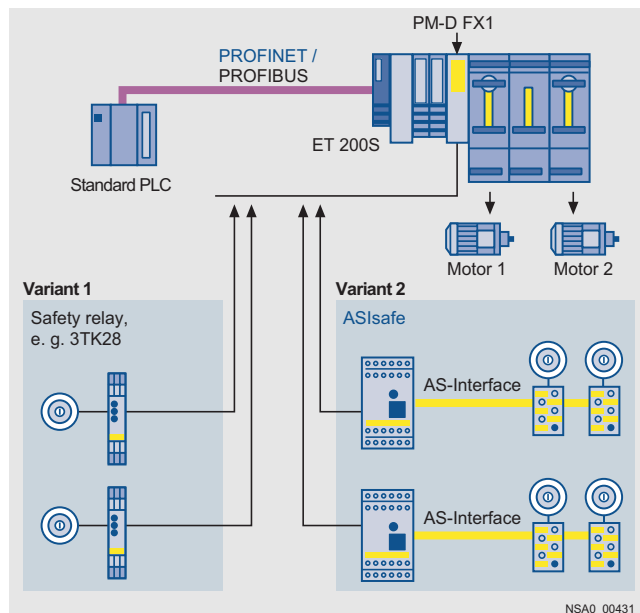 PM-D FX1
PROFINET /
PROFIBUS
ET 200S
Standard PLC
Motor 1
Motor 2
Variant 1
Safety relay,
e. g. 3TK28
Variant 2
ASIsafe
AS-Interface
AS-Interface
NSA0_00431